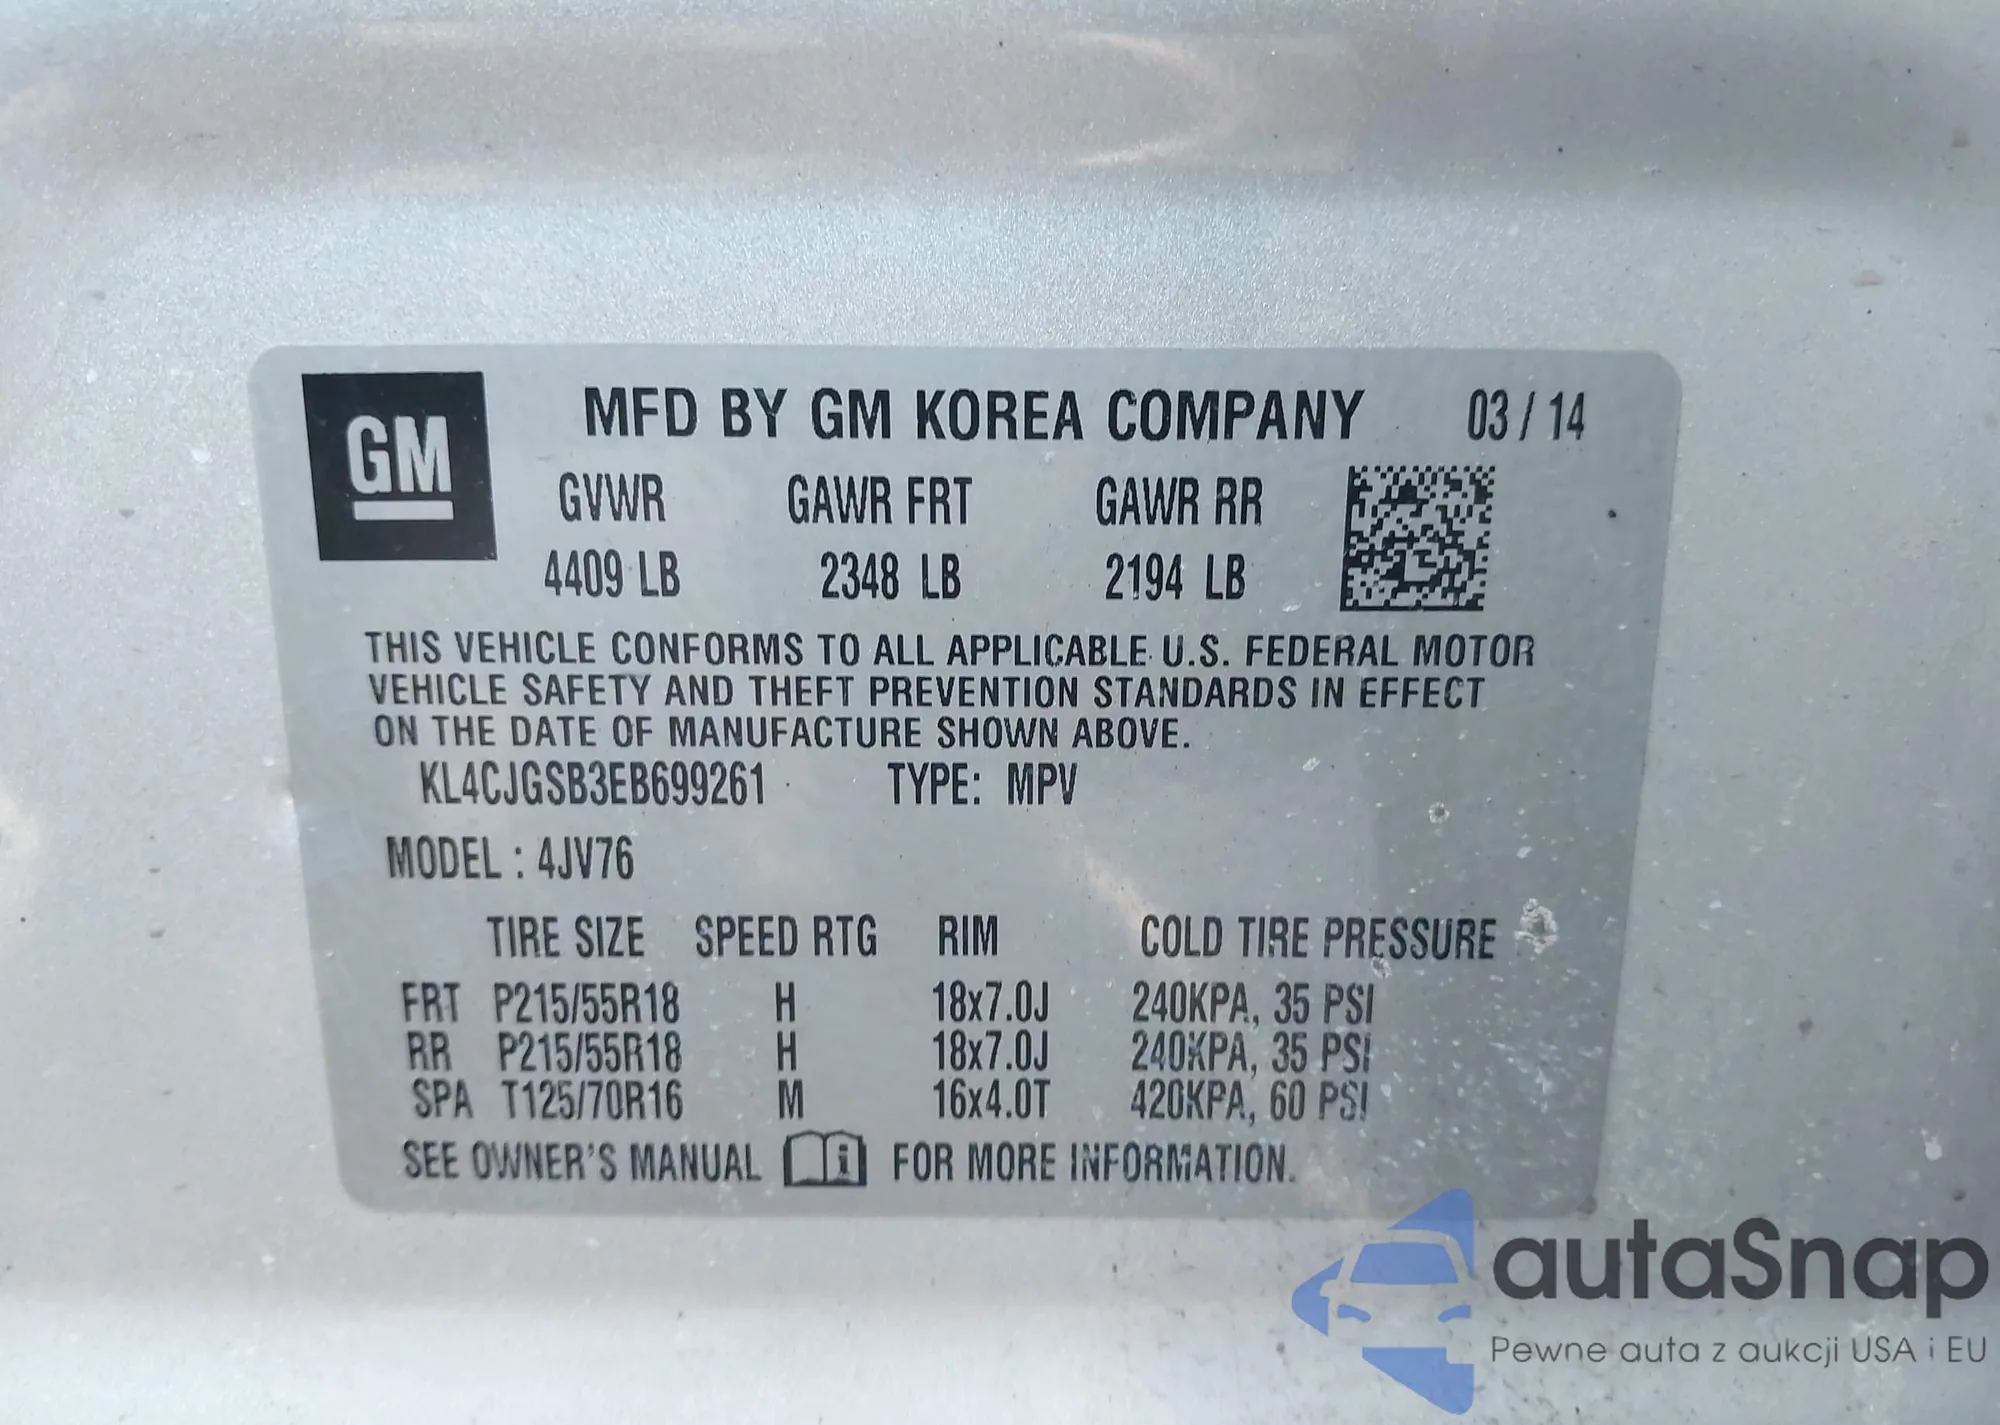 GM
MFD BY GM KOREA COMPANY 03 / 14
GVWR GAWR FRT GAWR RR
4409 LB 2348 LB 2194 LB
THIS VEHICLE CONFORMS TO ALL APPLICABLE U.S. FEDERAL MOTOR
VEHICLE SAFETY AND THEFT PREVENTION STANDARDS IN EFFECT
ON THE DATE OF MANUFACTURE SHOWN ABOVE.
KL4CJGSB3EB699261 TYPE: MPV
MODEL : 4JV76
TIRE SIZE SPEED RTG RIM COLD TIRE PRESSURE
FRT P215/55R18 H 18x7.0J 240KPA, 35 PSI
RR P215/55R18 H 18x7.0J 240KPA, 35 PSI
SPA T125/70R16 M 16x4.0T 420KPA, 60 PSI
SEE OWNER'S MANUAL i FOR MORE INFORMATION.
autaSnap
Pewne auta z aukcji USA i EU